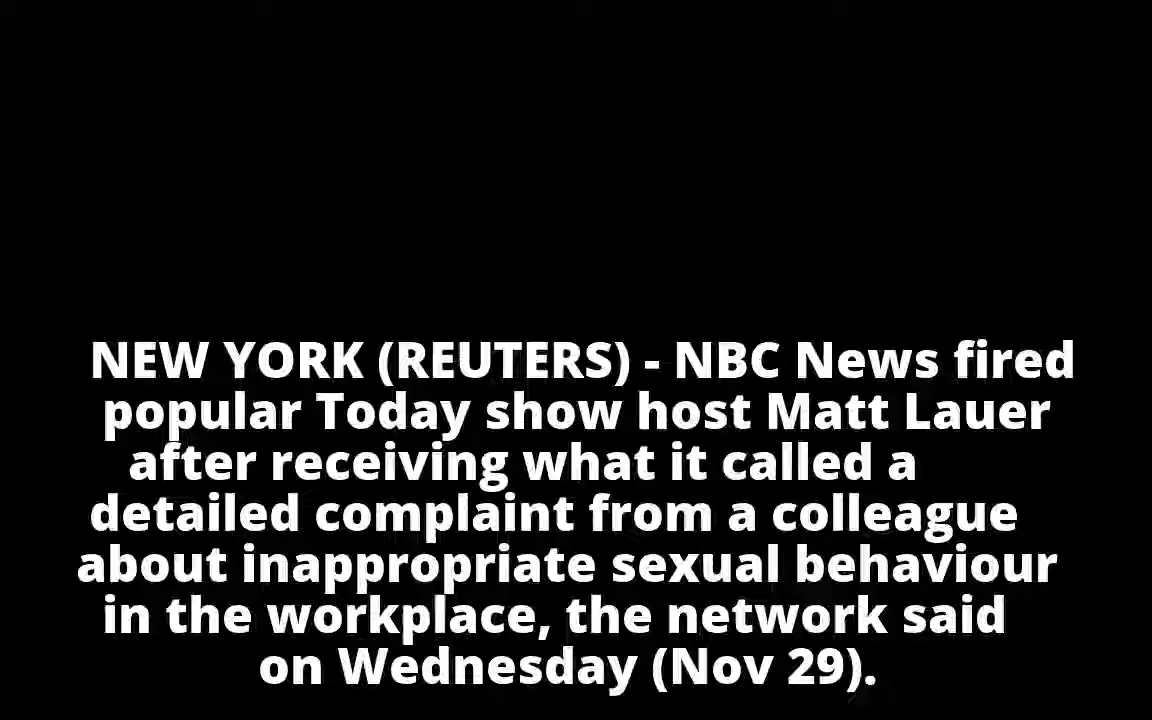 NEW YORK (REUTERS) - NBC News fired
popular Today show host Matt Lauer
after receiving what it called a
detailed complaint from a colleague
about inappropriate sexual behaviour
in the workplace, the network said
on Wednesday (Nov 29).